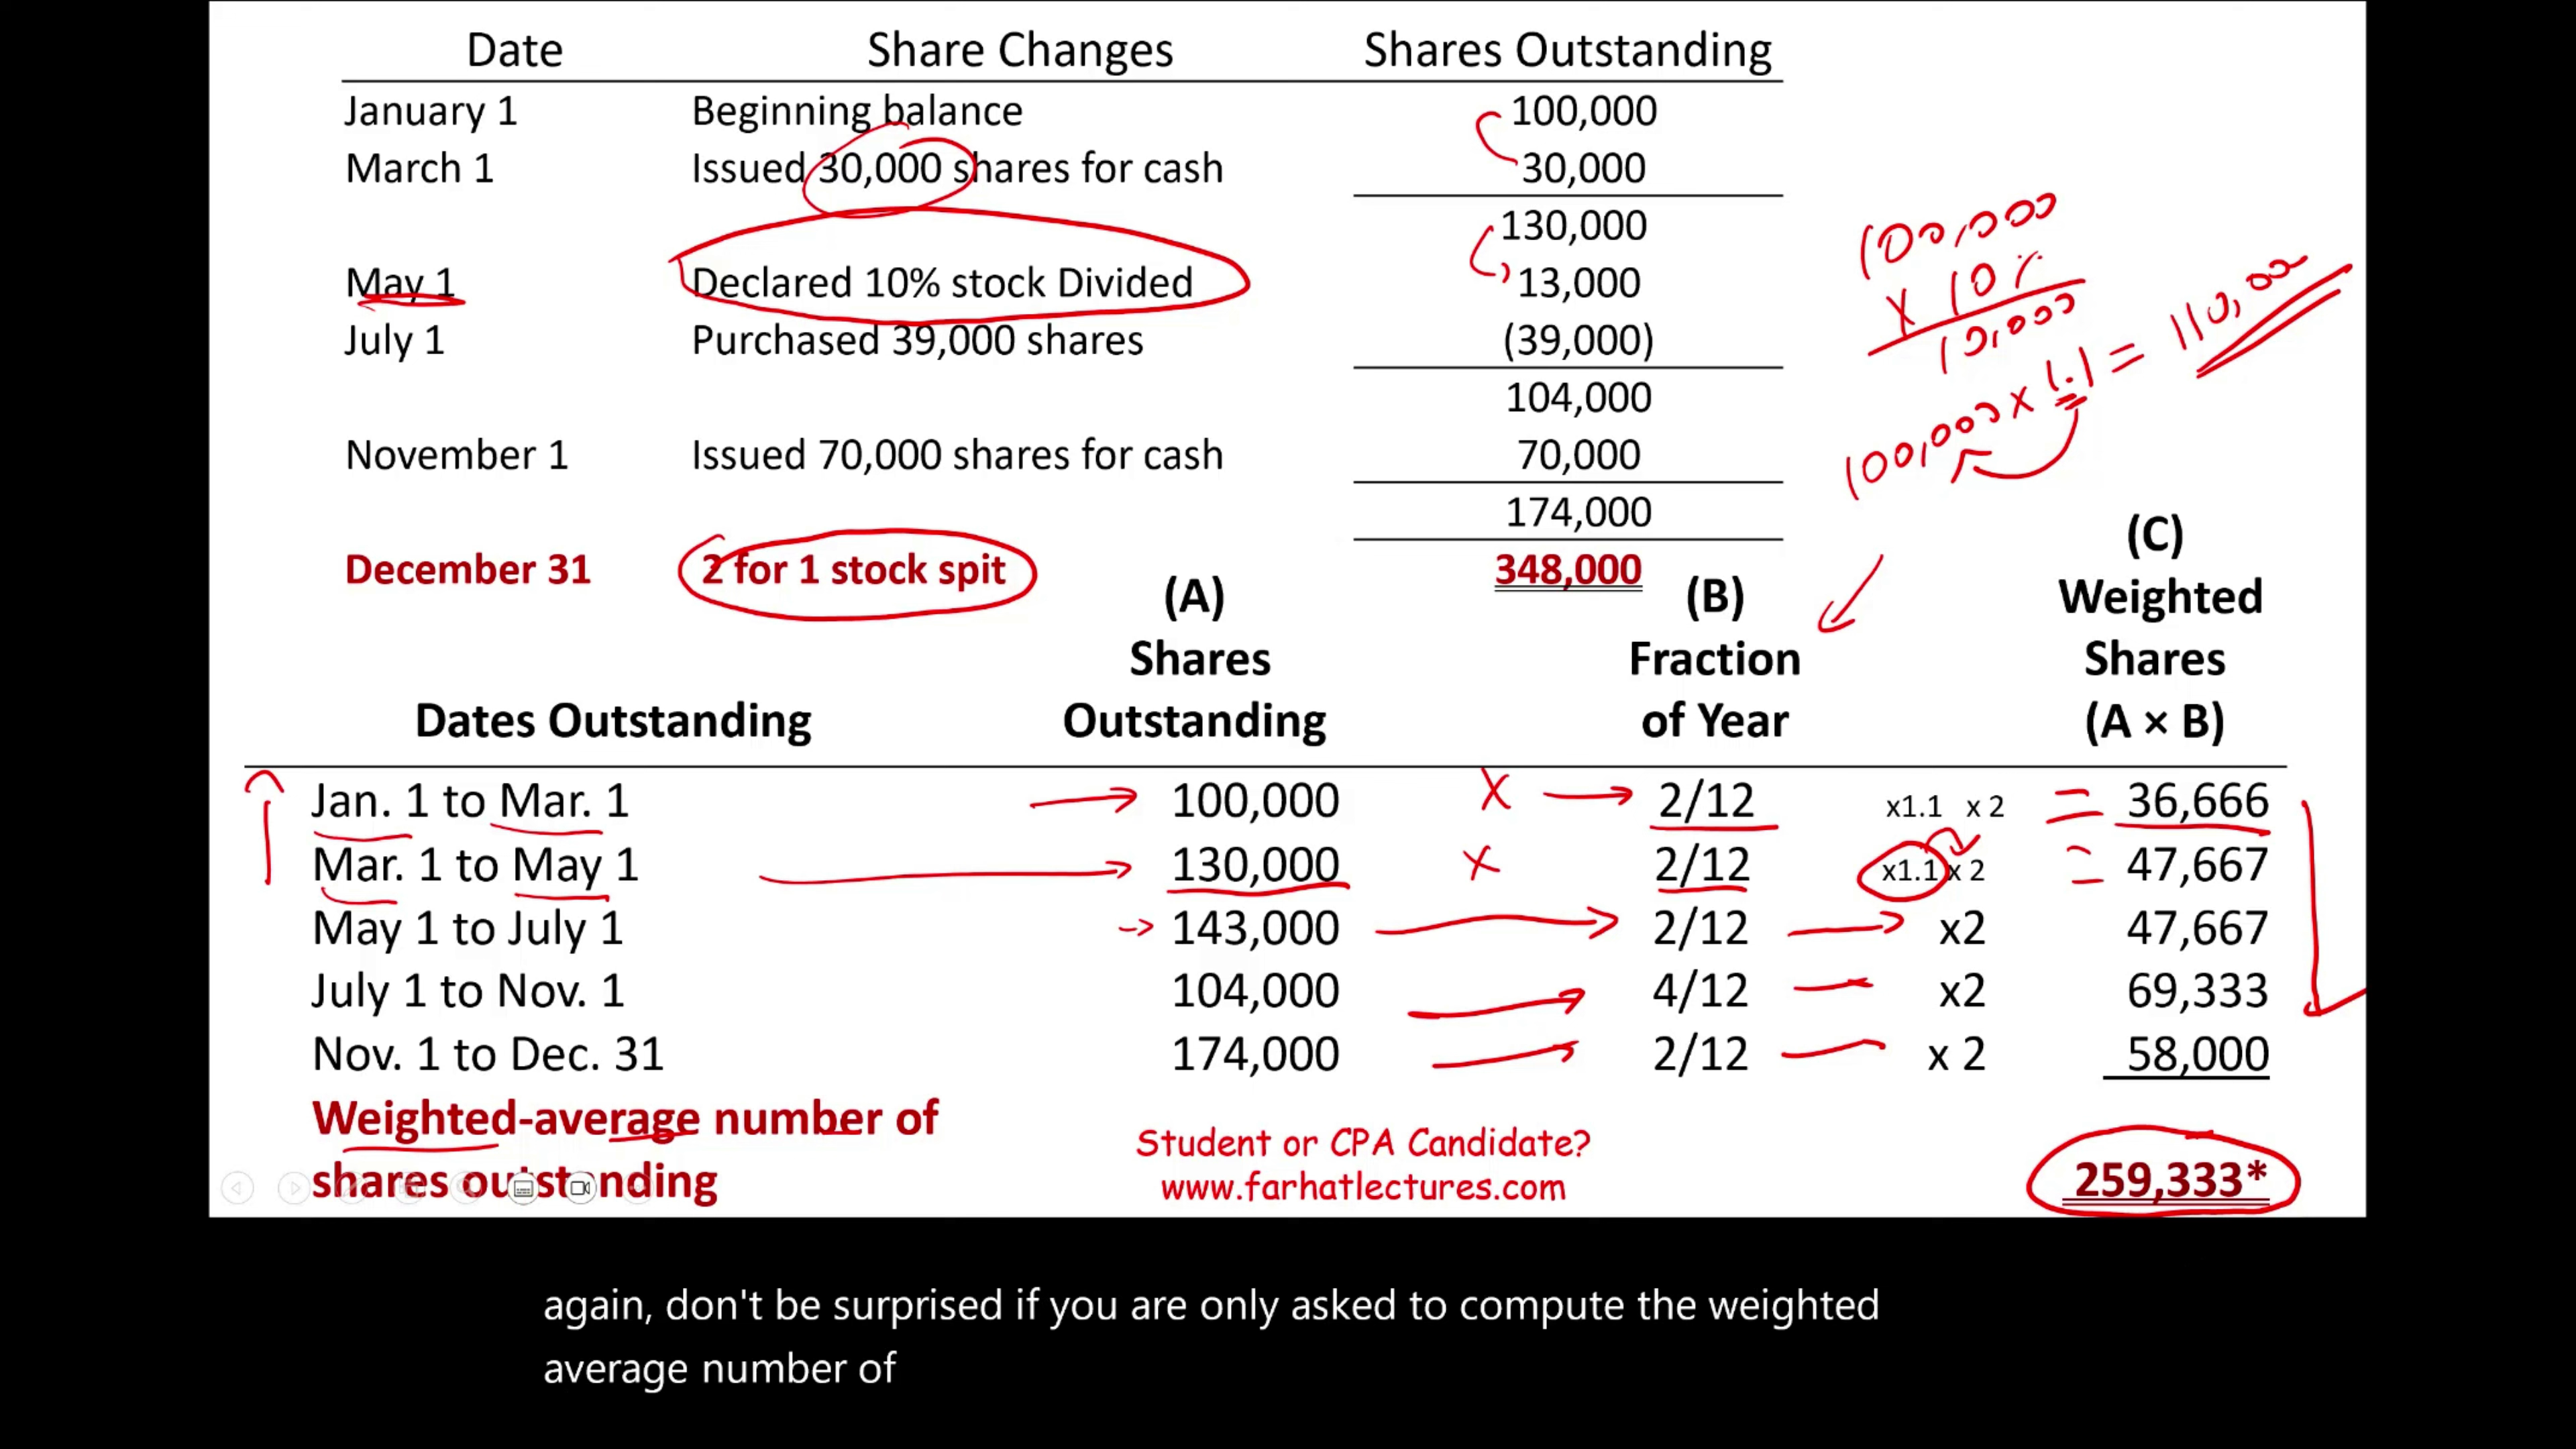 Date Share Changes Shares Outstanding
January 1 Beginning balance 100,000
March 1 Issued 30,000 shares for cash 30,000
130,000
100,000
May 1 Declared 10% stock Divided 13,000
x 10%
July 1 Purchased 39,000 shares (39,000)
10,000
104,000
100,000 x 1.1 = 110,00
November 1 Issued 70,000 shares for cash 70,000
174,000
December 31 2 for 1 stock spit 348,000
(A) (B) (C)
Shares Fraction Weighted Shares
Dates Outstanding Outstanding of Year (A × B)
Jan. 1 to Mar. 1 100,000 x 2/12 x1.1 x 2 = 36,666
Mar. 1 to May 1 130,000 x 2/12 x1.1 x 2 = 47,667
May 1 to July 1 143,000 2/12 x2 47,667
July 1 to Nov. 1 104,000 4/12 x2 69,333
Nov. 1 to Dec. 31 174,000 2/12 x 2 58,000
Weighted-average number of
shares outstanding 259,333*
Student or CPA Candidate?
www.farhatlectures.com
again, don't be surprised if you are only asked to compute the weighted
average number of